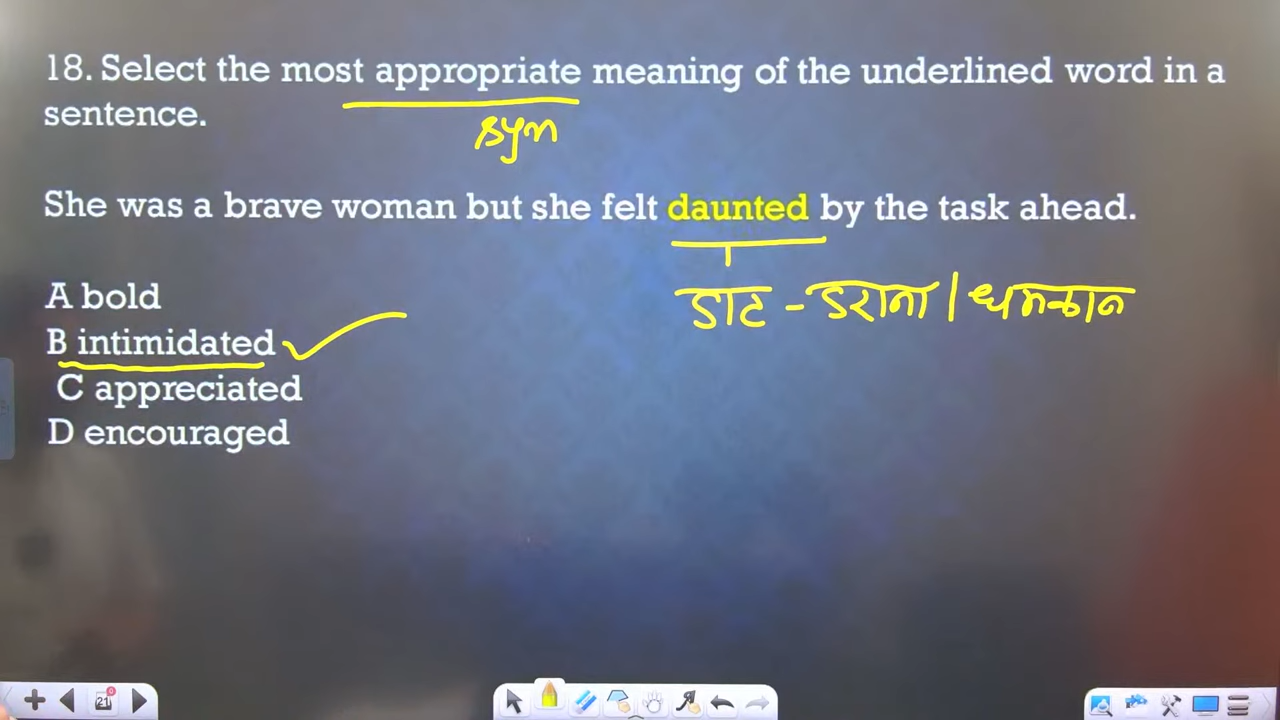 18. Select the most appropriate meaning of the underlined word in a
sentence.
syn
She was a brave woman but she felt daunted by the task ahead.
डाट - डराना / धमकान
A bold
B intimidated
C appreciated
D encouraged
21